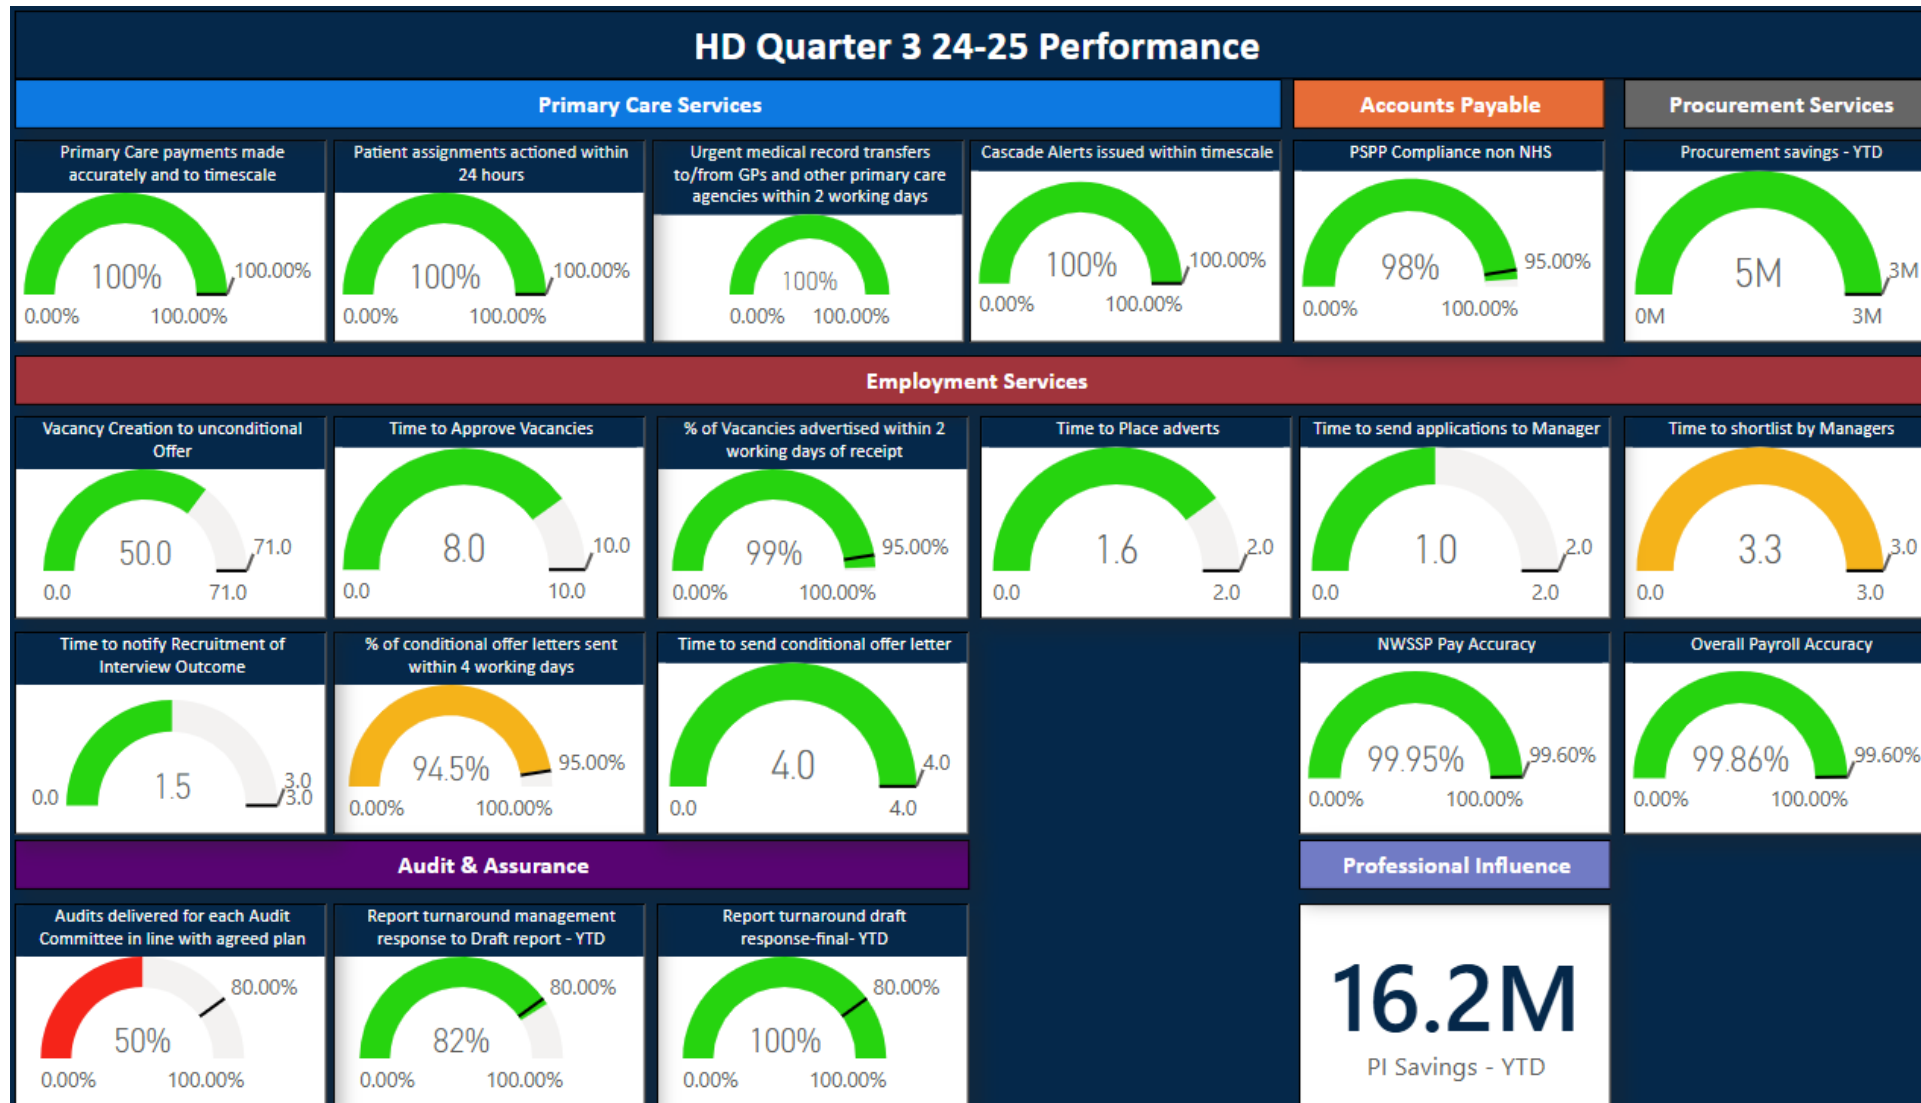 HD Quarter 3 24-25 Performance
Primary Care Services
Accounts Payable
Procurement Services
Primary Care payments made
accurately and to timescale
100%
100.00%
0.00%
100.00%
Patient assignments actioned within
24 hours
100%
100.00%
0.00%
100.00%
Urgent medical record transfers
to/from GPs and other primary care
agencies within 2 working days
100%
0.00%
100.00%
Cascade Alerts issued within timescale
100%
100.00%
0.00%
100.00%
PSPP Compliance non NHS
98%
95.00%
0.00%
100.00%
Procurement savings - YTD
5M
3M
0M
3M
Employment Services
Vacancy Creation to unconditional
Offer
50.0
71.0
0.0
71.0
Time to Approve Vacancies
8.0
10.0
0.0
10.0
% of Vacancies advertised within 2
working days of receipt
99%
95.00%
0.00%
100.00%
Time to Place adverts
1.6
2.0
0.0
2.0
Time to send applications to Manager
1.0
2.0
0.0
2.0
Time to shortlist by Managers
3.3
3.0
0.0
3.0
Time to notify Recruitment of
Interview Outcome
1.5
3.0
0.0
3.0
% of conditional offer letters sent
within 4 working days
94.5%
95.00%
0.00%
100.00%
Time to send conditional offer letter
4.0
4.0
0.0
4.0
NWSSP Pay Accuracy
99.95%
99.60%
0.00%
100.00%
Overall Payroll Accuracy
99.86%
99.60%
0.00%
100.00%
Audit & Assurance
Professional Influence
Audits delivered for each Audit
Committee in line with agreed plan
80.00%
50%
0.00%
100.00%
Report turnaround management
response to Draft report - YTD
80.00%
82%
0.00%
100.00%
Report turnaround draft
response-final- YTD
80.00%
100%
0.00%
100.00%
16.2M
PI Savings - YTD